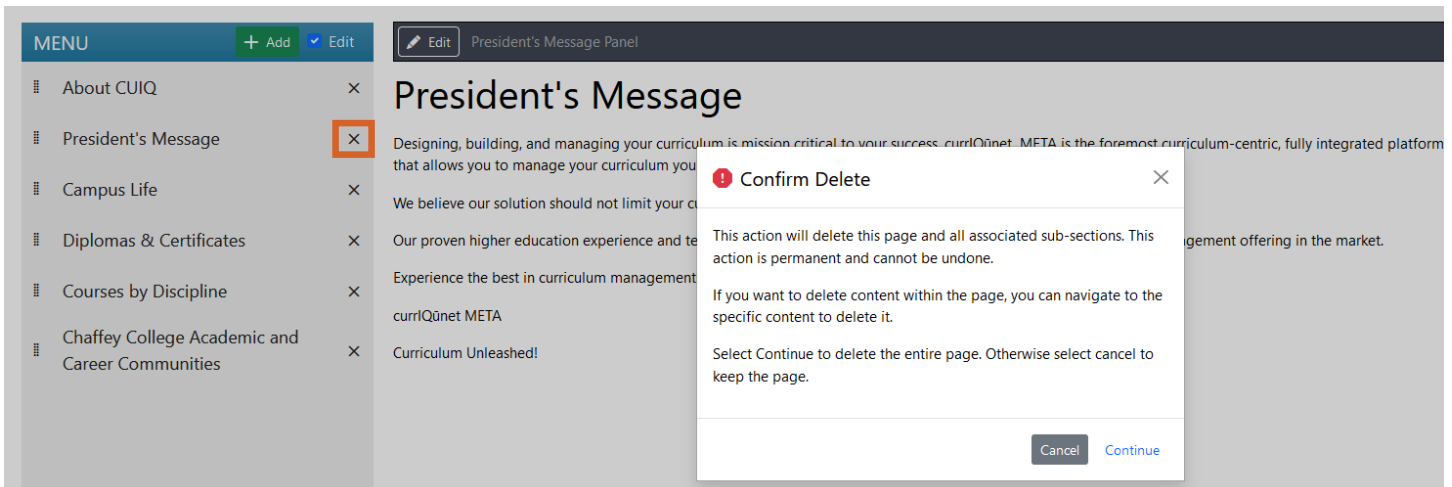 MENU
Add
Edit
About CUIQ
President's Message
Campus Life
Diplomas & Certificates
Courses by Discipline
Chaffey College Academic and
Career Communities
Edit
President's Message Panel
President's Message
Designing, building, and managing your curriculum is mission critical to your success. currIQūnet META is the foremost curriculum-centric, fully integrated platform
that allows you to manage your curriculum you
We believe our solution should not limit your
Our proven higher education experience and
gement offering in the market.
Experience the best in curriculum management
currIQūnet META
Curriculum Unleashed!
Confirm Delete
This action will delete this page and all associated sub-sections. This
action is permanent and cannot be undone.
If you want to delete content within the page, you can navigate to the
specific content to delete it.
Select Continue to delete the entire page. Otherwise select cancel to
keep the page.
Cancel
Continue